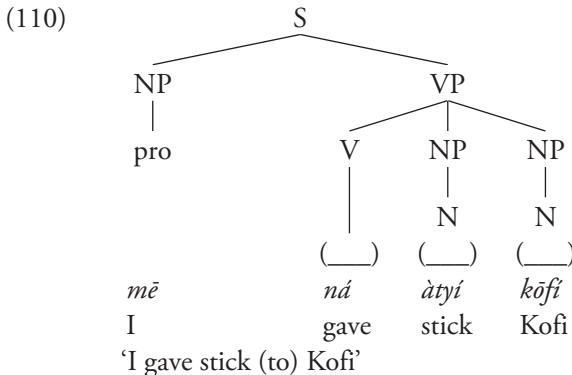 (110) S
NP VP
pro V NP NP
N N
(___) (___) (___)
mē ná àtyí kōfí
I gave stick Kofi
‘I gave stick (to) Kofi’